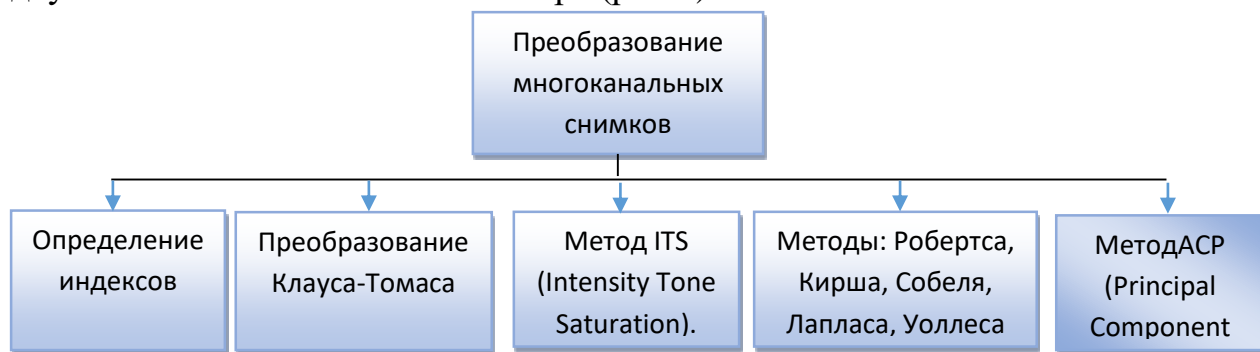 Преобразование
многоканальных
снимков
Определение
индексов
Преобразование
Клауса-Томаса
Метод ITS
(Intensity Tone
Saturation).
Методы: Робертса,
Кирша, Собеля,
Лапласа, Уоллеса
МетодАСР
(Principal
Component